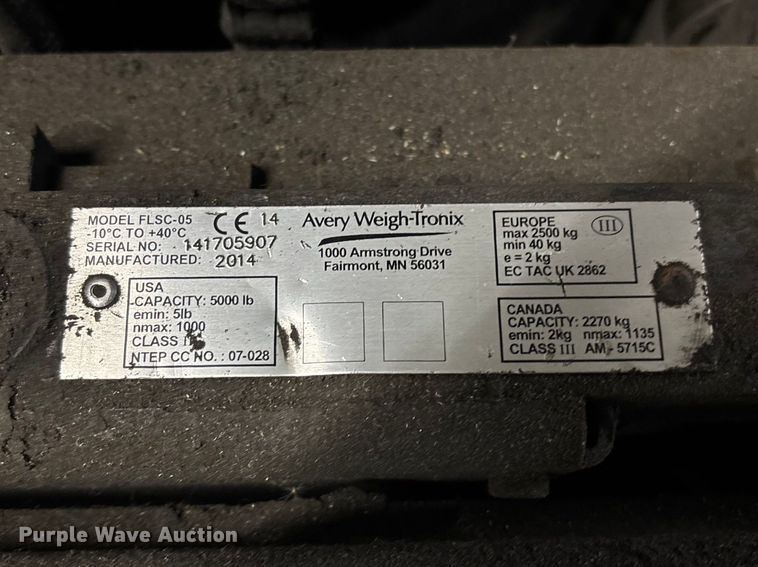 MODEL FLSC-05
-10°C TO +40°C
SERIAL NO: 141705907
MANUFACTURED: 2014
CE 14
USA
CAPACITY: 5000 lb
emin: 5lb
nmax: 1000
CLASS
NTEP CC NO. : 07-028
Avery Weigh-Tronix
1000 Armstrong Drive
Fairmont, MN 56031
EUROPE
max 2500 kg
min 40 kg
e = 2 kg
EC TAC UK 2862
III
CANADA
CAPACITY: 2270 kg
emin: 2kg nmax: 1135
CLASS III AM - 5715C
Purple Wave Auction